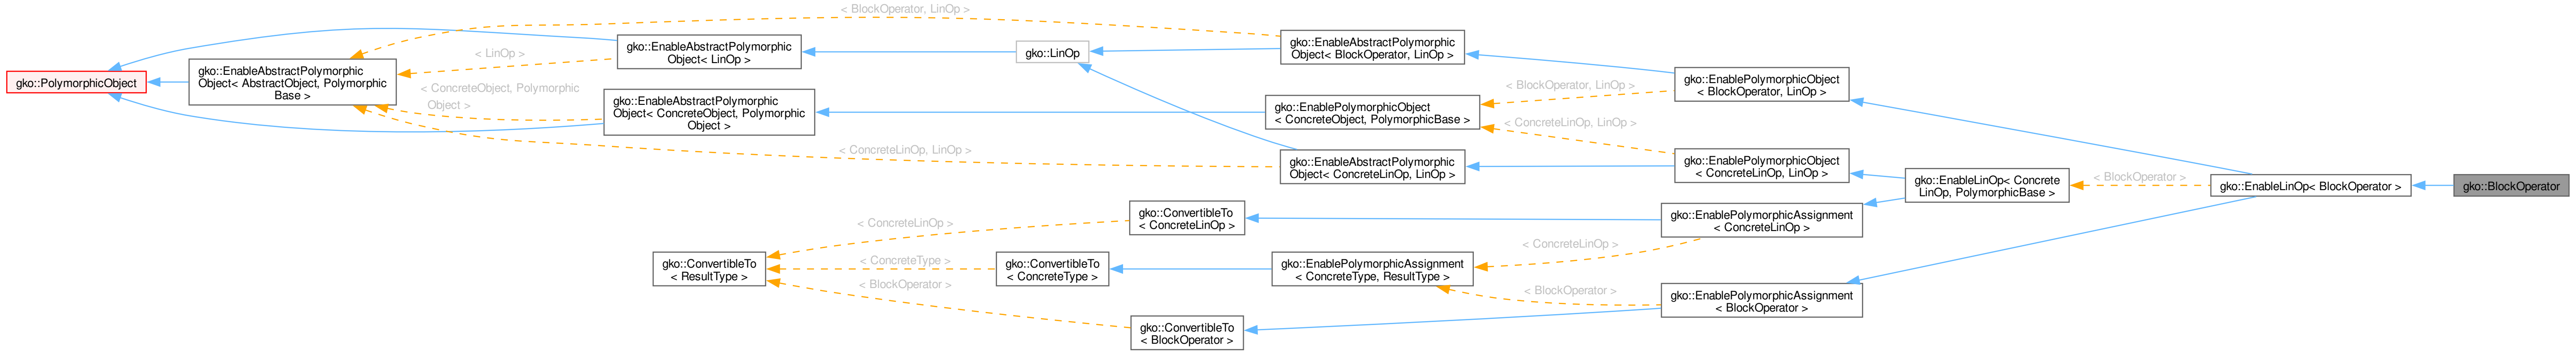 gko::PolymorphicObject
gko::EnableAbstractPolymorphic
Object< AbstractObject, Polymorphic
Base >
< BlockOperator, LinOp >
< LinOp >
< ConcreteObject, Polymorphic
Object >
< ConcreteLinOp, LinOp >
gko::EnableAbstractPolymorphic
Object< LinOp >
gko::EnableAbstractPolymorphic
Object< ConcreteObject, Polymorphic
Object >
gko::LinOp
gko::EnableAbstractPolymorphic
Object< BlockOperator, LinOp >
gko::EnablePolymorphicObject
< ConcreteObject, PolymorphicBase >
gko::EnableAbstractPolymorphic
Object< ConcreteLinOp, LinOp >
< BlockOperator, LinOp >
< ConcreteLinOp, LinOp >
gko::EnablePolymorphicObject
< BlockOperator, LinOp >
gko::EnablePolymorphicObject
< ConcreteLinOp, LinOp >
gko::EnableLinOp< Concrete
LinOp, PolymorphicBase >
< BlockOperator >
gko::EnableLinOp< BlockOperator >
gko::BlockOperator
gko::ConvertibleTo
< ResultType >
< ConcreteLinOp >
< ConcreteType >
< BlockOperator >
gko::ConvertibleTo
< ConcreteLinOp >
gko::ConvertibleTo
< ConcreteType >
gko::ConvertibleTo
< BlockOperator >
gko::EnablePolymorphicAssignment
< ConcreteType, ResultType >
< ConcreteLinOp >
< BlockOperator >
gko::EnablePolymorphicAssignment
< ConcreteLinOp >
gko::EnablePolymorphicAssignment
< BlockOperator >